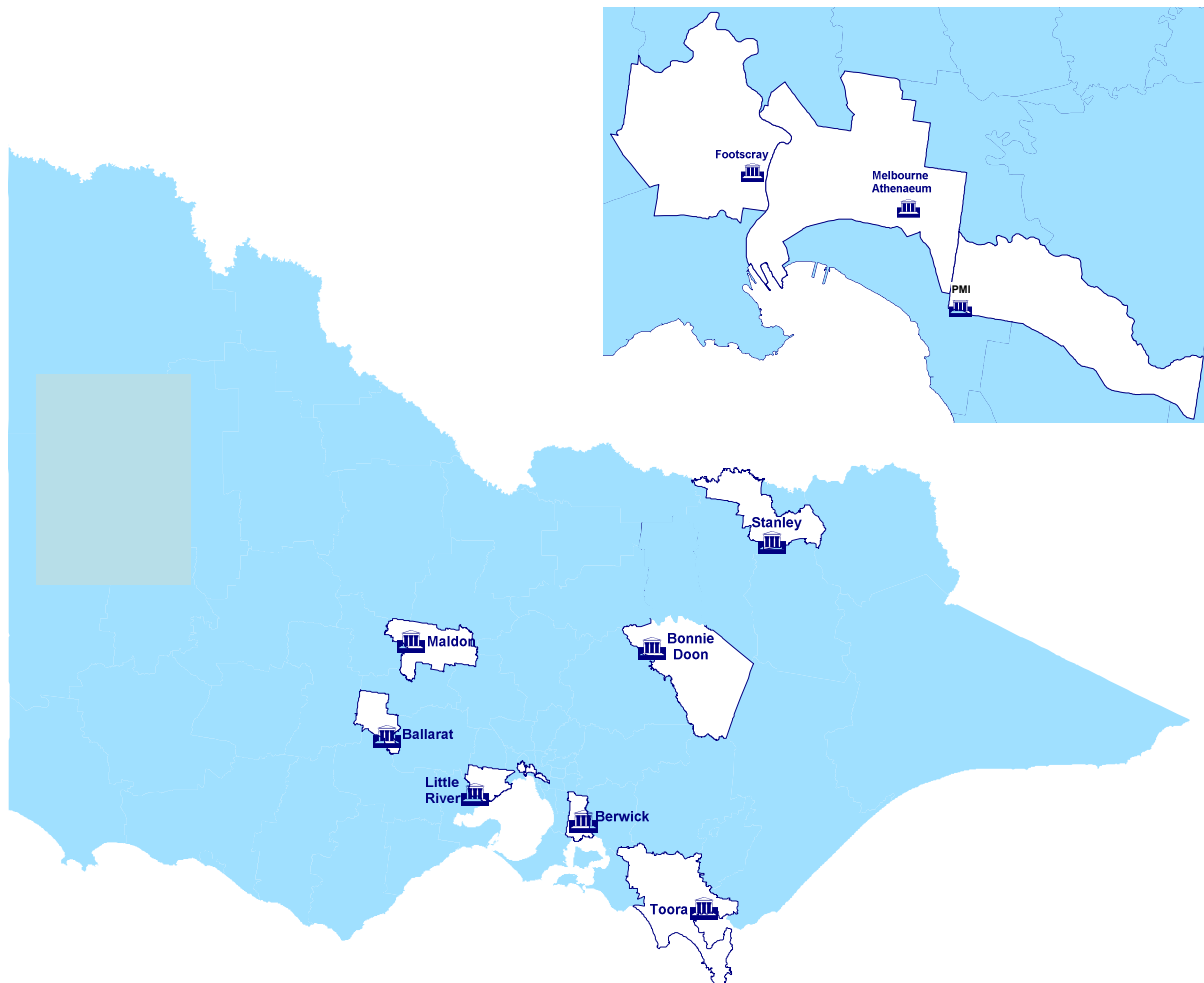 Footscray
Melbourne
Athenaeum
PMI
Stanley
Maldon
Bonnie
Doon
Ballarat
Little
River
Berwick
Toora